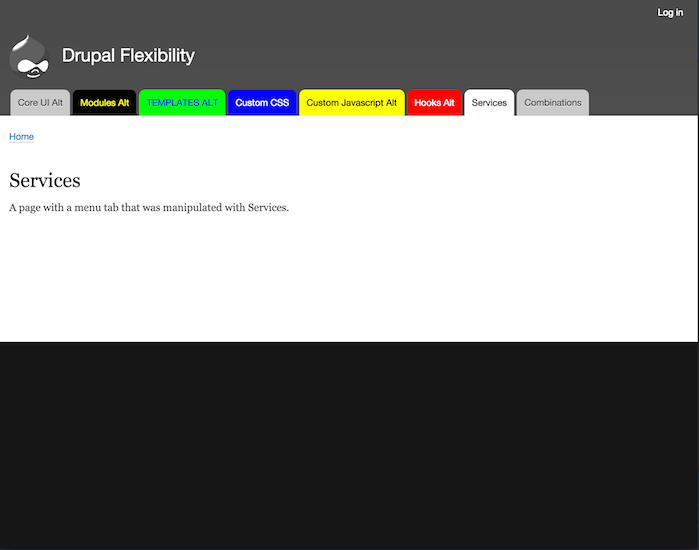 Log in
Drupal Flexibility
Core UI Alt Modules Alt TEMPLATES ALT Custom CSS Custom Javascript Alt Hooks Alt Services Combinations
Home
Services
A page with a menu tab that was manipulated with Services.